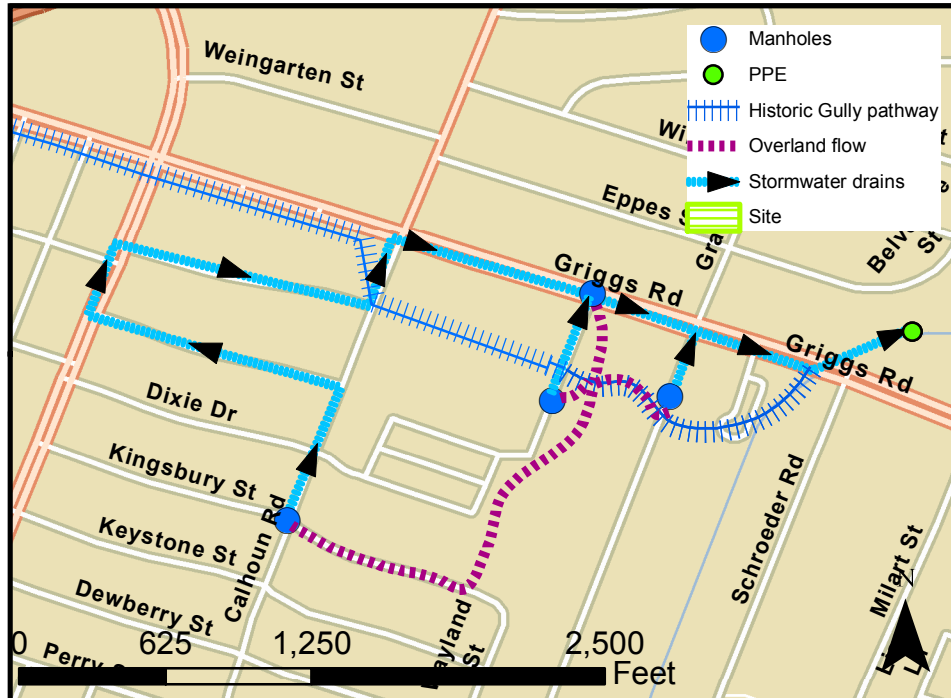 Weingarten St
Manholes
PPE
Historic Gully pathway
Overland flow
Stormwater drains
Site
Eppes
St
Griggs Rd
Griggs Rd
Dixie Dr
Kingsbury St
Keystone St
Dewberry St
Perry
Calhoun Rd
St
Schroeder Rd
Milart St
N
0 625 1,250 2,500
Feet